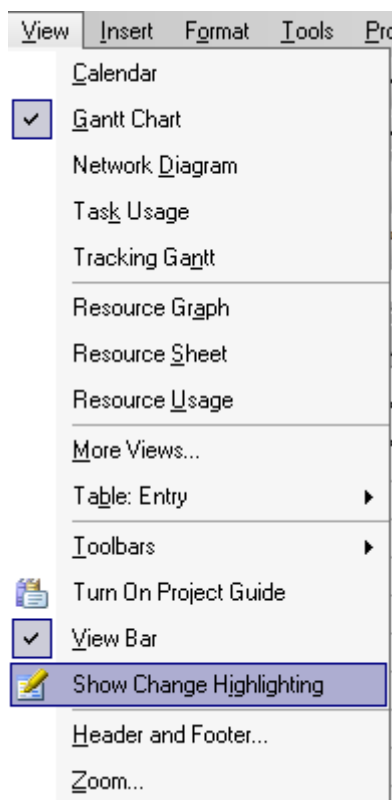 View Insert Format Tools Pro
Calendar
Gantt Chart
Network Diagram
Task Usage
Tracking Gantt
Resource Graph
Resource Sheet
Resource Usage
More Views...
Table: Entry
Toolbars
Turn On Project Guide
View Bar
Show Change Highlighting
Header and Footer...
Zoom...